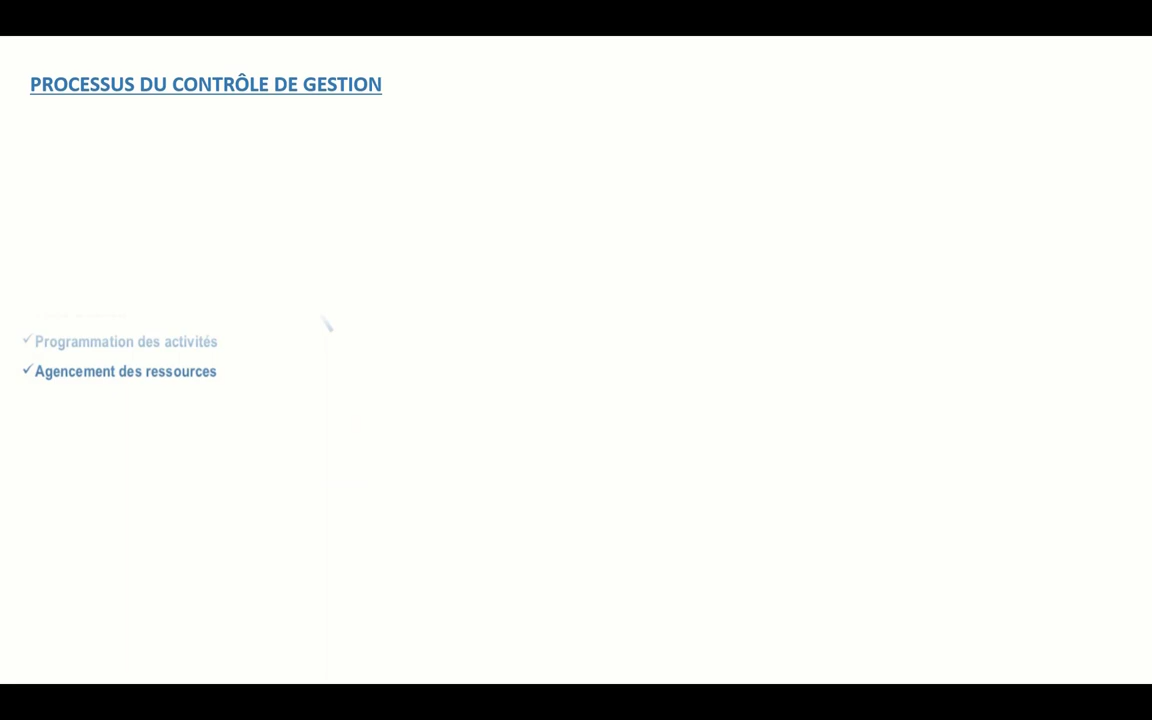 PROCESSUS DU CONTRÔLE DE GESTION
✓Programmation des activités
✓Agencement des ressources